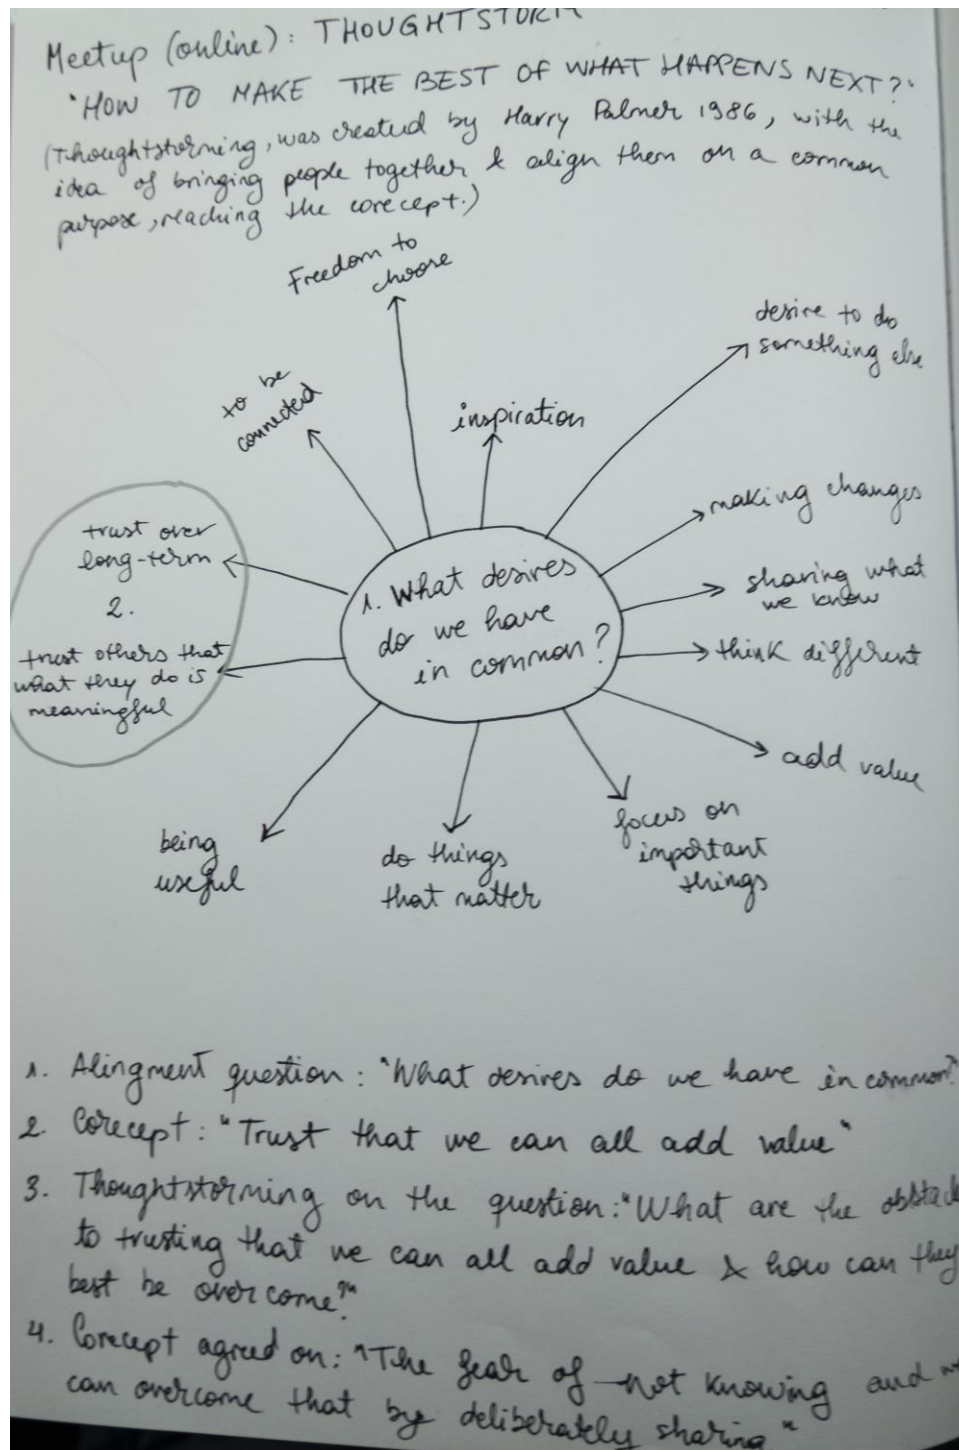 Meetup (online): THOUGHTSTORM
"HOW TO MAKE THE BEST OF WHAT HAPPENS NEXT?"
(Thoughtstorming, was created by Harry Palmer 1986, with the
idea of bringing people together & align them on a common
purpose, reaching the corecept.)
Freedom to
choose
desire to do
something else
to be
connected
inspiration
making changes
trust over
long-term
2.
trust others that
what they do is
meaningful
1. What desires
do we have
in common?
sharing what
we know
think different
add value
being
useful
do things
that matter
focus on
important
things
1. Alingment question: "What desires do we have in common?
2. Corecept: "Trust that we can all add value"
3. Thoughtstorming on the question: "What are the
to trusting that we can all add value & how can they
best be overcome?"
4. Corecept agreed on: "The fear of not knowing and
can overcome that by deliberately sharing"